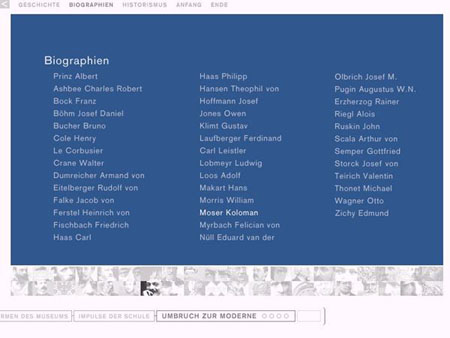 GESCHICHTE BIOGRAPHIEN HISTORISMUS ANFANG ENDE
Biographien
Prinz Albert
Ashbee Charles Robert
Bock Franz
Böhm Josef Daniel
Bucher Bruno
Cole Henry
Le Corbusier
Crane Walter
Dumreicher Armand von
Eitelberger Rudolf von
Falke Jacob von
Ferstel Heinrich von
Fischbach Friedrich
Haas Carl
Haas Philipp
Hansen Theophil von
Hoffmann Josef
Jones Owen
Klimt Gustav
Laufberger Ferdinand
Carl Leistler
Lobmeyr Ludwig
Loos Adolf
Makart Hans
Morris William
Moser Koloman
Myrbach Felician von
Nüll Eduard van der
Olbrich Josef M.
Pugin Augustus W.N.
Erzherzog Rainer
Riegl Alois
Ruskin John
Scala Arthur von
Semper Gottfried
Storck Josef von
Teirich Valentin
Thonet Michael
Wagner Otto
Zichy Edmund
RMEN DES MUSEUMS IMPULSE DER SCHULE UMBRUCH ZUR MODERNE